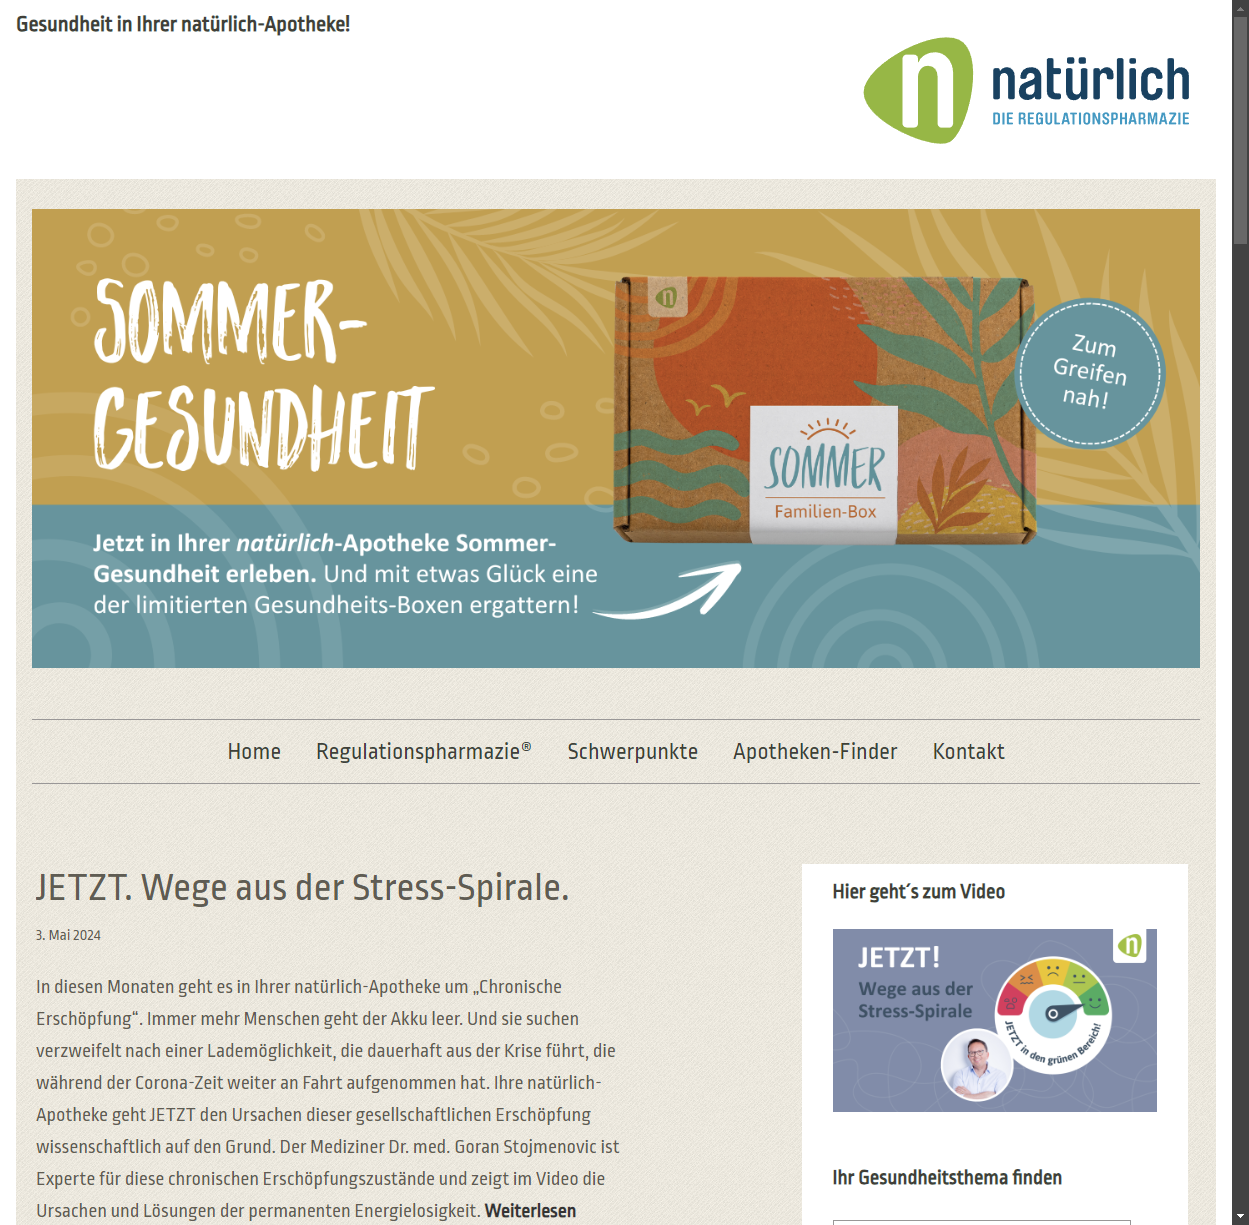 Gesundheit in Ihrer natürlich-Apotheke!
n natürlich
DIE REGULATIONSPHARMAZIE
SOMMER-
GESUNDHEIT
Jetzt in Ihrer natürlich-Apotheke Sommer-
Gesundheit erleben. Und mit etwas Glück eine
der limitierten Gesundheits-Boxen ergattern!
n
SOMMER
Familien-Box
Zum
Greifen
nah!
Home Regulationspharmazie® Schwerpunkte Apotheken-Finder Kontakt
JETZT. Wege aus der Stress-Spirale.
3. Mai 2024
In diesen Monaten geht es in Ihrer natürlich-Apotheke um „Chronische
Erschöpfung“. Immer mehr Menschen geht der Akku leer. Und sie suchen
verzweifelt nach einer Lademöglichkeit, die dauerhaft aus der Krise führt, die
während der Corona-Zeit weiter an Fahrt aufgenommen hat. Ihre natürlich-
Apotheke geht JETZT den Ursachen dieser gesellschaftlichen Erschöpfung
wissenschaftlich auf den Grund. Der Mediziner Dr. med. Goran Stojmenovic ist
Experte für diese chronischen Erschöpfungszustände und zeigt im Video die
Ursachen und Lösungen der permanenten Energielosigkeit. Weiterlesen
Hier geht´s zum Video
JETZT!
Wege aus der
Stress-Spirale
n
JETZT in den grünen Bereich!
Ihr Gesundheitsthema finden